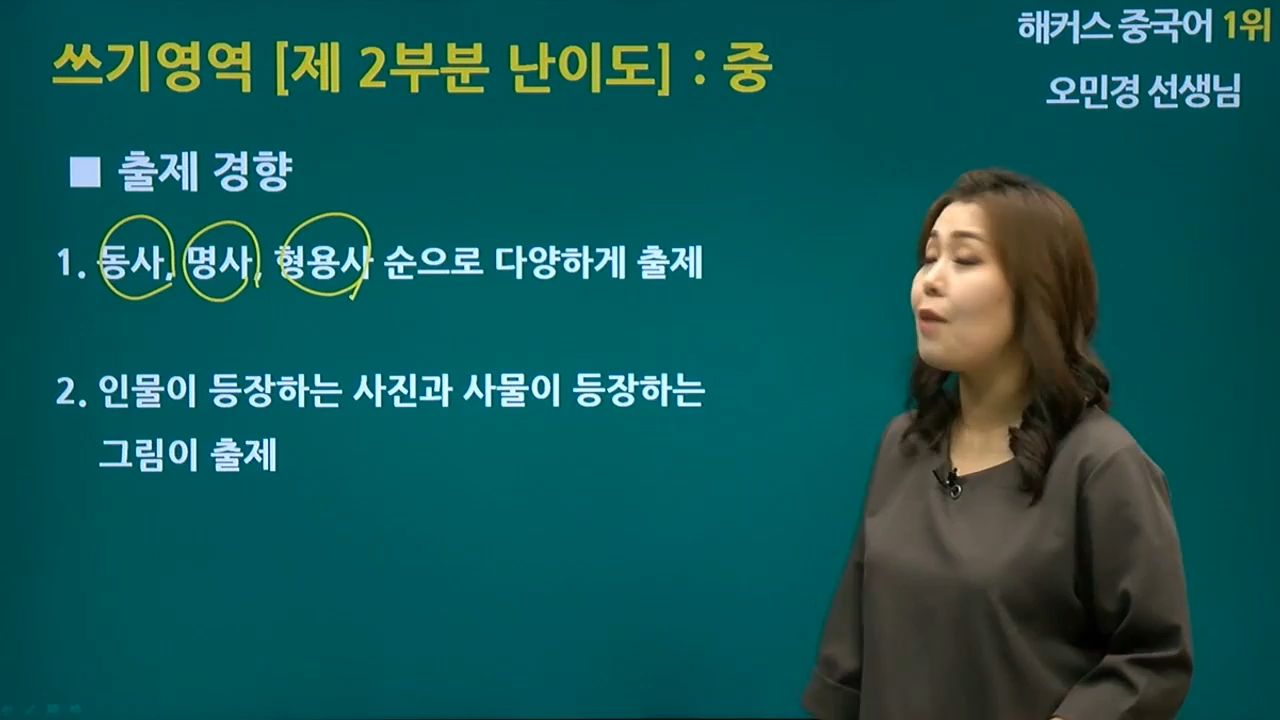 해커스 중국어 1위
오민경 선생님
쓰기영역 [제 2부분 난이도] : 중
■ 출제 경향
1. 동사, 명사, 형용사 순으로 다양하게 출제
2. 인물이 등장하는 사진과 사물이 등장하는
그림이 출제